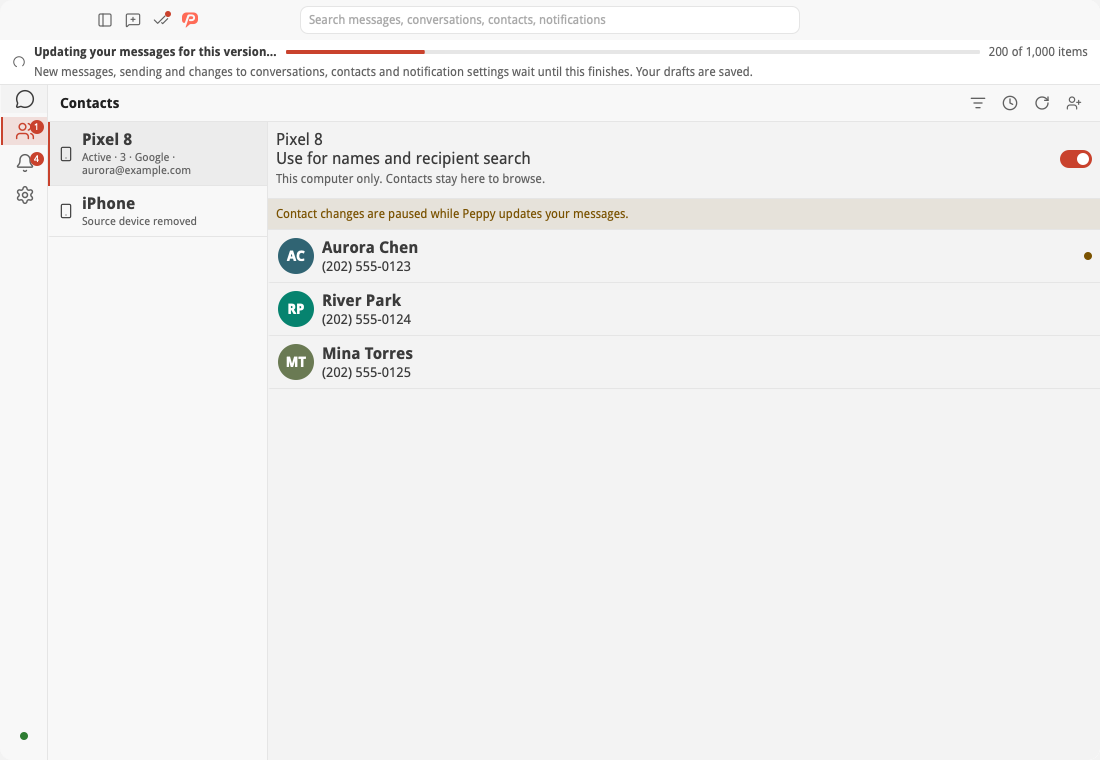 Search messages, conversations, contacts, notifications
Updating your messages for this version...
200 of 1,000 items
New messages, sending and changes to conversations, contacts and notification settings wait until this finishes. Your drafts are saved.
Contacts
1
4
Pixel 8
Active · 3 · Google ·
aurora@example.com
iPhone
Source device removed
Pixel 8
Use for names and recipient search
This computer only. Contacts stay here to browse.
Contact changes are paused while Peppy updates your messages.
AC
Aurora Chen
(202) 555-0123
RP
River Park
(202) 555-0124
MT
Mina Torres
(202) 555-0125